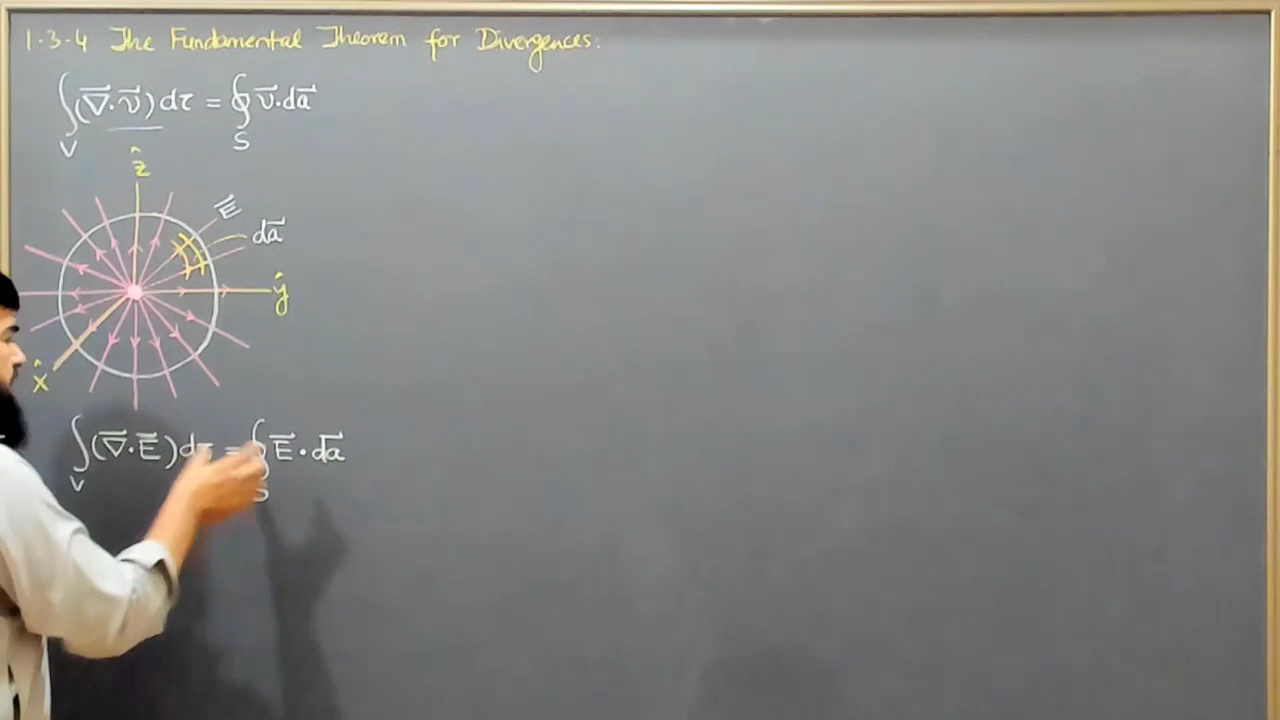 1-3-4 The Fundamental Theorem for Divergences:
∫(∇⃗·v⃗)dτ = ∮v⃗·da⃗
V S
ẑ
E⃗
da⃗
ŷ
x̂
∫(∇⃗·E⃗)dτ = ∮E⃗·da⃗
V S